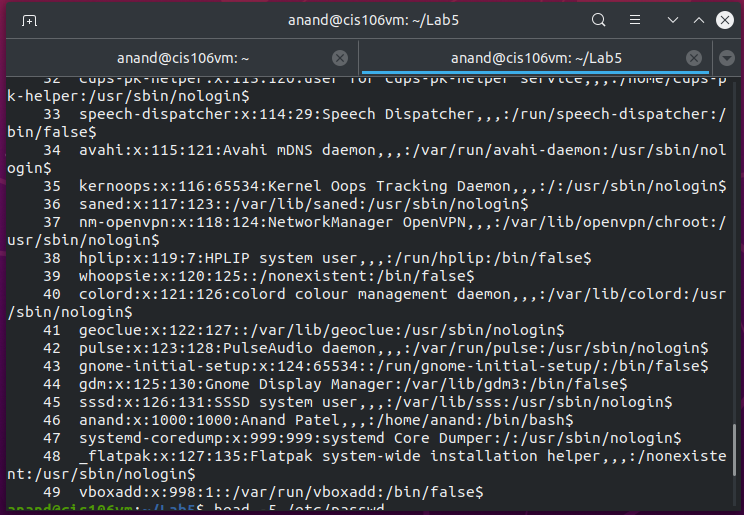 anand@cis106vm: ~/Lab5
anand@cis106vm: ~
anand@cis106vm: ~/Lab5
32  cups-pk-helper:x:113:120:user for cups-pk-helper service,,,:/home/cups-p
k-helper:/usr/sbin/nologin$
33  speech-dispatcher:x:114:29:Speech Dispatcher,,,:/run/speech-dispatcher:/
bin/false$
34  avahi:x:115:121:Avahi mDNS daemon,,,:/var/run/avahi-daemon:/usr/sbin/nol
ogin$
35  kernoops:x:116:65534:Kernel Oops Tracking Daemon,,,:/:/usr/sbin/nologin$
36  saned:x:117:123::/var/lib/saned:/usr/sbin/nologin$
37  nm-openvpn:x:118:124:NetworkManager OpenVPN,,,:/var/lib/openvpn/chroot:/
usr/sbin/nologin$
38  hplip:x:119:7:HPLIP system user,,,:/run/hplip:/bin/false$
39  whoopsie:x:120:125::/nonexistent:/bin/false$
40  colord:x:121:126:colord colour management daemon,,,:/var/lib/colord:/usr
/sbin/nologin$
41  geoclue:x:122:127::/var/lib/geoclue:/usr/sbin/nologin$
42  pulse:x:123:128:PulseAudio daemon,,,:/var/run/pulse:/usr/sbin/nologin$
43  gnome-initial-setup:x:124:65534::/run/gnome-initial-setup/:/bin/false$
44  gdm:x:125:130:Gnome Display Manager:/var/lib/gdm3:/bin/false$
45  sssd:x:126:131:SSSD system user,,,:/var/lib/sss:/usr/sbin/nologin$
46  anand:x:1000:1000:Anand Patel,,,:/home/anand:/bin/bash$
47  systemd-coredump:x:999:999:systemd Core Dumper:/:/usr/sbin/nologin$
48  _flatpak:x:127:135:Flatpak system-wide installation helper,,,:/nonexiste
nt:/usr/sbin/nologin$
49  vboxadd:x:998:1::/var/run/vboxadd:/bin/false$
anand@cis106vm:~/Lab5$ head -5 /etc/passwd